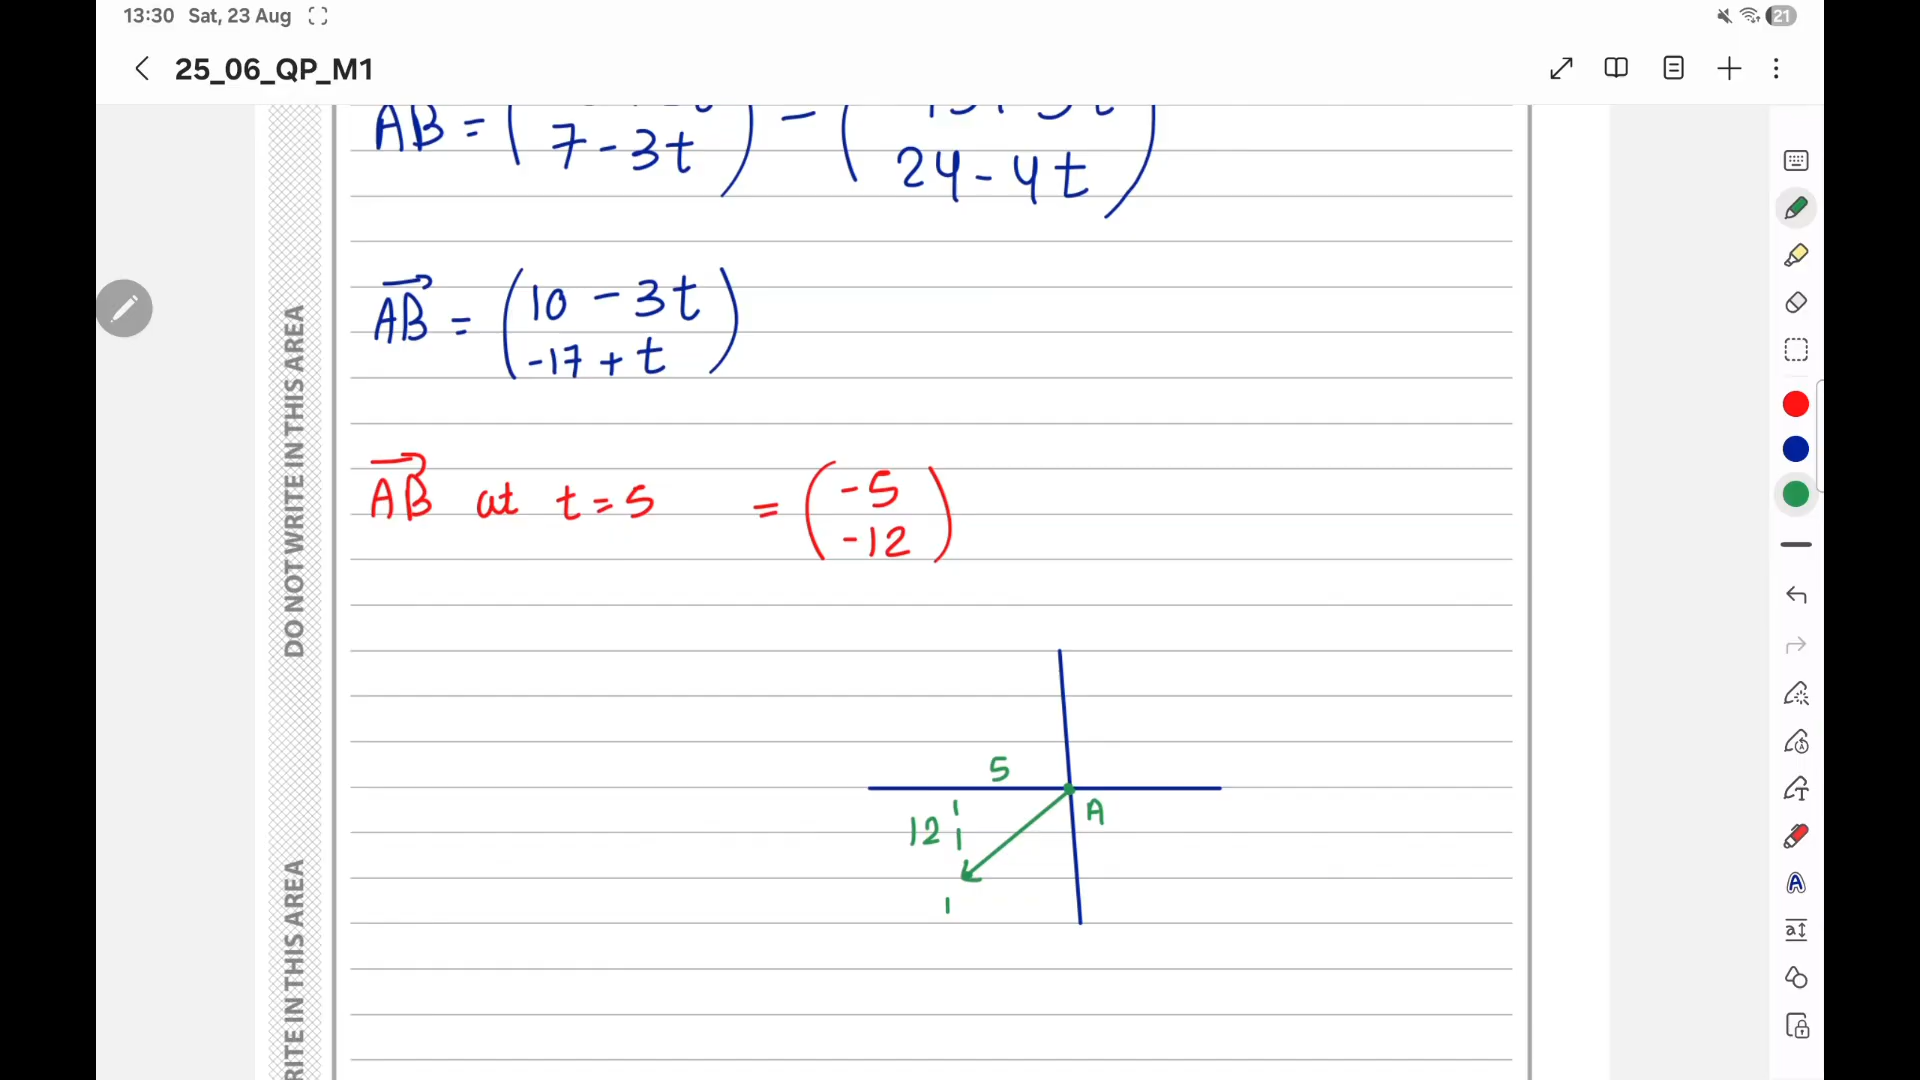 13:30 Sat, 23 Aug
21
25_06_QP_M1
AB = ( 7 - 3t ) - ( 24 - 4t )
AB = ( 10 - 3t
-17 + t )
AB at t = 5 = ( -5
-12 )
5
12
A
DO NOT WRITE IN THIS AREA
RITE IN THIS AREA